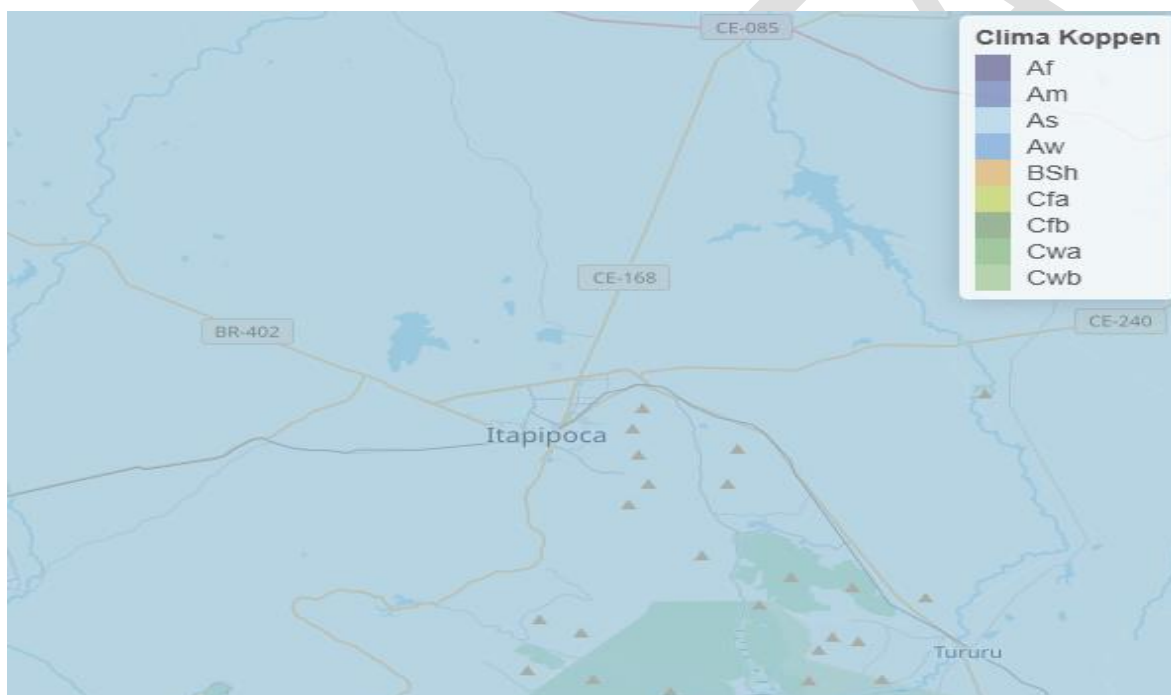 CE-085
Clima Koppen
Af
Am
As
Aw
BSh
Cfa
Cfb
Cwa
Cwb
CE-168
BR-402
CE-240
Itapipoca
Tururu